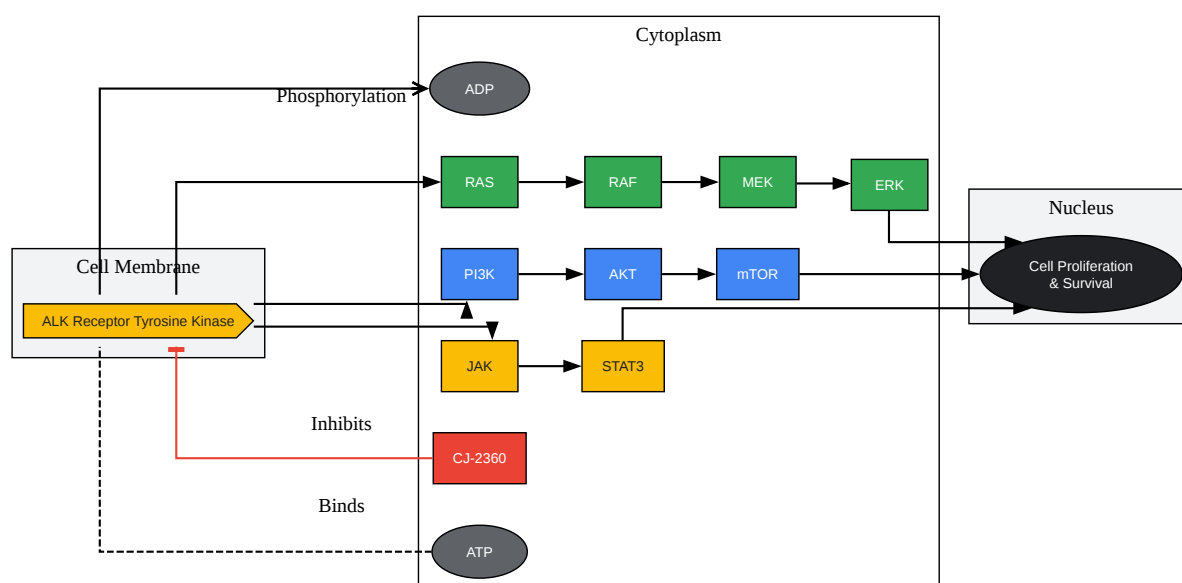 Cytoplasm
ADP
Phosphorylation
RAS
RAF
MEK
ERK
Nucleus
Cell Membrane
PI3K
AKT
mTOR
Cell Proliferation
& Survival
ALK Receptor Tyrosine Kinase
JAK
STAT3
Inhibits
CJ-2360
Binds
ATP